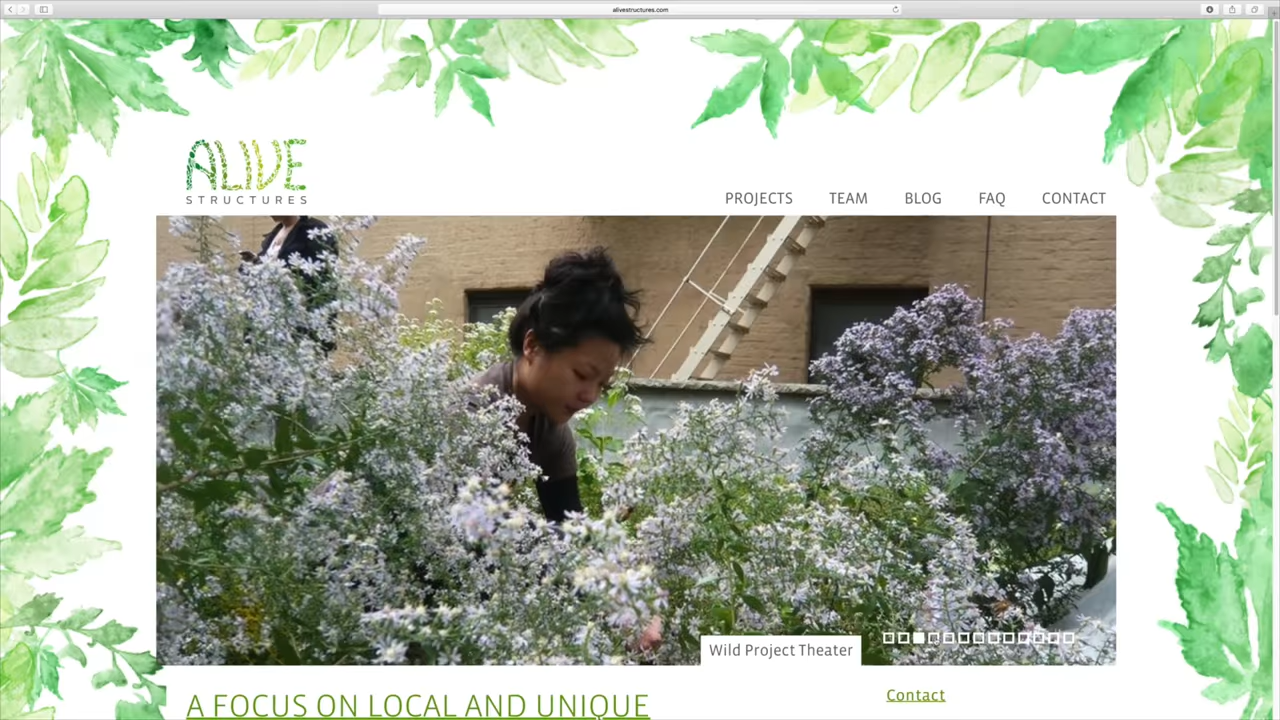 alivestructures.com
ALIVE
STRUCTURES
PROJECTS TEAM BLOG FAQ CONTACT
Wild Project Theater
A FOCUS ON LOCAL AND UNIQUE
Contact